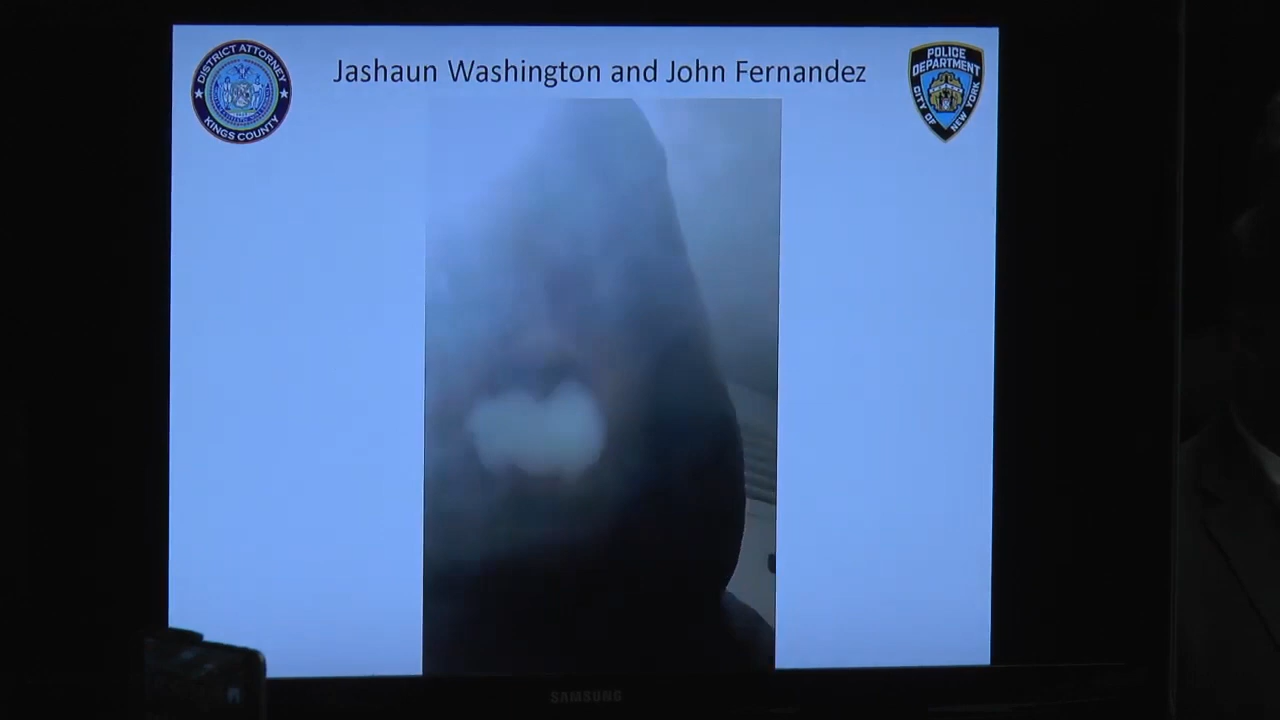 Jashaun Washington and John Fernandez
DISTRICT ATTORNEY
KINGS COUNTY
POLICE
DEPARTMENT
CITY OF NEW YORK
SAMSUNG